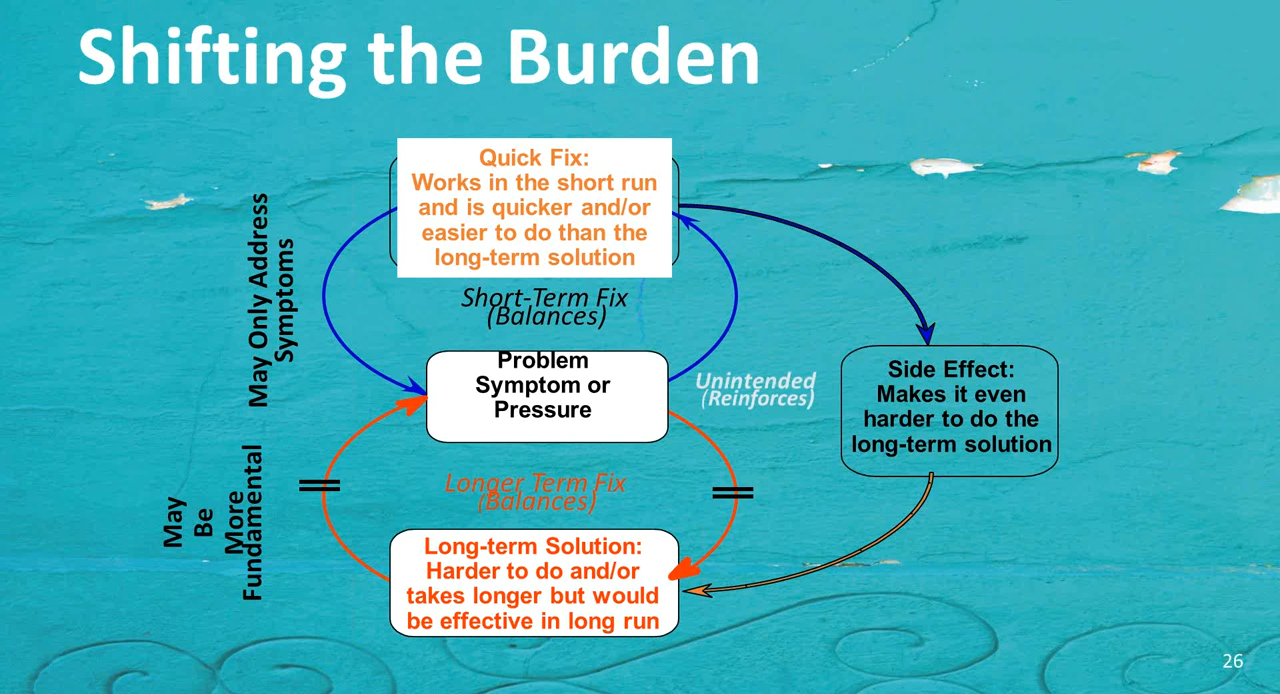 Shifting the Burden
Quick Fix:
Works in the short run
and is quicker and/or
easier to do than the
long-term solution
May Only Address
Symptoms
Short-Term Fix
(Balances)
Problem
Symptom or
Pressure
Unintended
(Reinforces)
Side Effect:
Makes it even
harder to do the
long-term solution
May
Be
More
Fundamental
Longer Term Fix
(Balances)
Long-term Solution:
Harder to do and/or
takes longer but would
be effective in long run
26